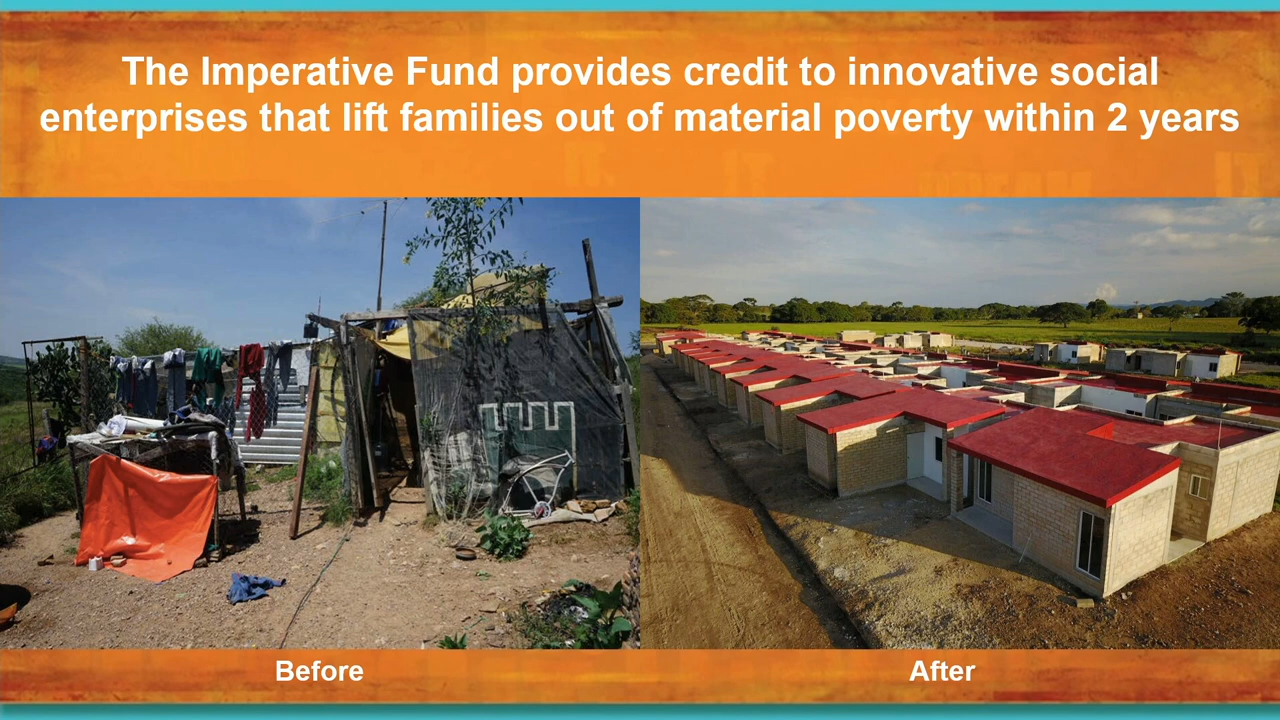 The Imperative Fund provides credit to innovative social
enterprises that lift families out of material poverty within 2 years
Before
After